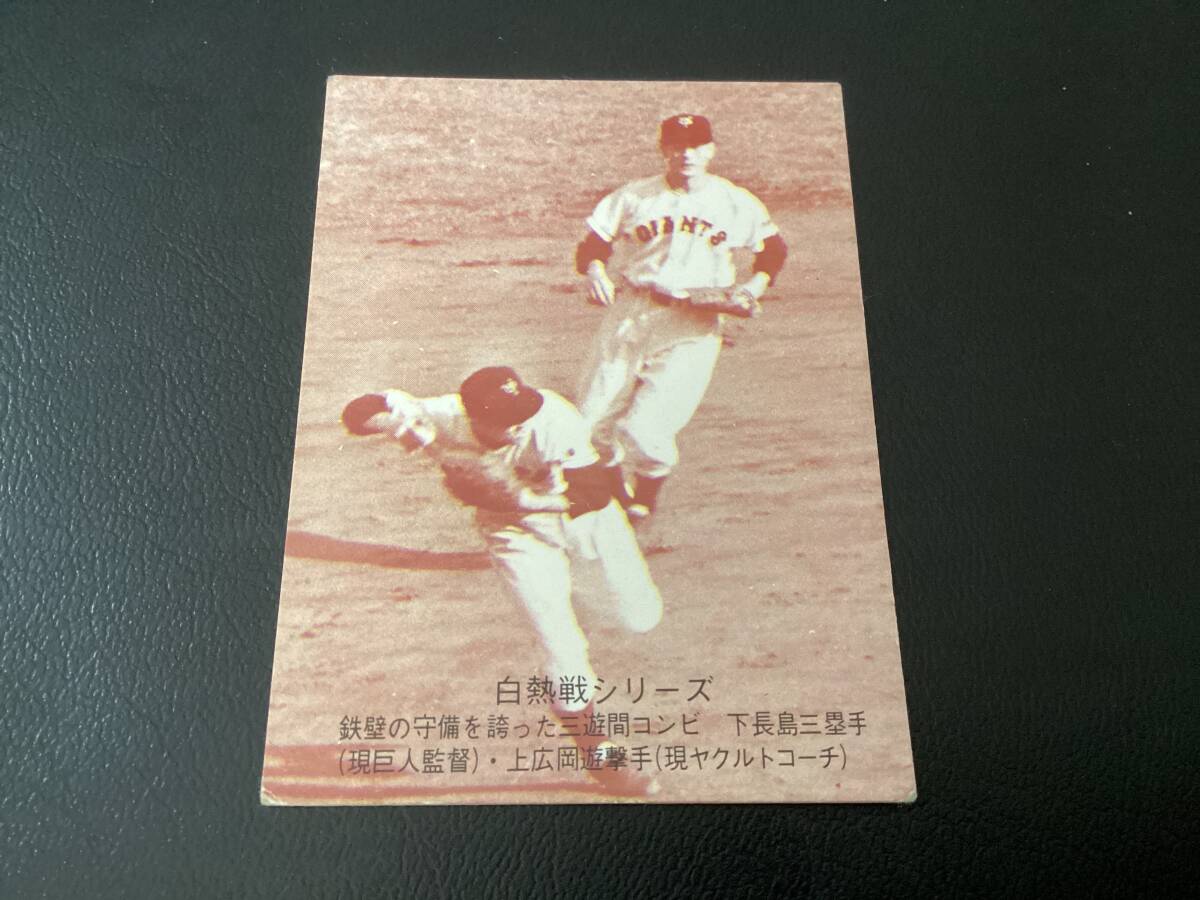 GIANTS
白熱戦シリーズ
鉄壁の守備を誇った三遊間コンビ　下長島三塁手
(現巨人監督)・上広岡遊撃手(現ヤクルトコーチ)